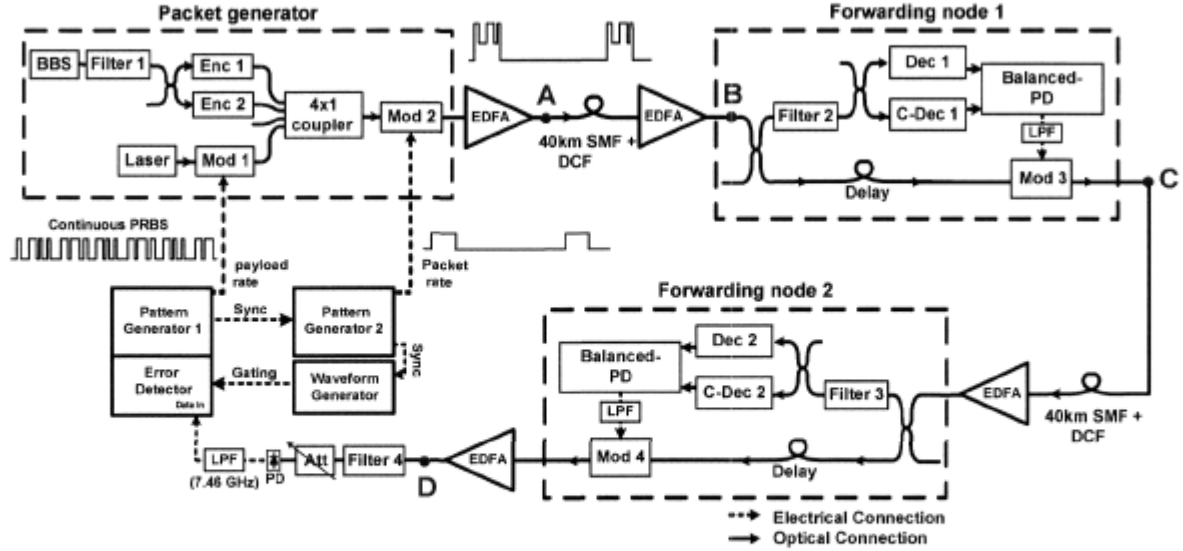 Packet generator
BBS
Filter 1
Enc 1
Enc 2
4x1
coupler
Mod 2
Laser
Mod 1
EDFA
A
40km SMF +
DCF
EDFA
B
Forwarding node 1
Filter 2
Dec 1
C-Dec 1
Balanced-
PD
LPF
Delay
Mod 3
C
Continuous PRBS
payload
rate
Packet
rate
Pattern
Generator 1
Sync
Pattern
Generator 2
Sync
Error
Detector
Data In
Gating
Waveform
Generator
LPF
(7.46 GHz)
PD
Att
Filter 4
D
EDFA
Forwarding node 2
Balanced-
PD
Dec 2
C-Dec 2
LPF
Filter 3
Mod 4
Delay
EDFA
40km SMF +
DCF
Electrical Connection
Optical Connection